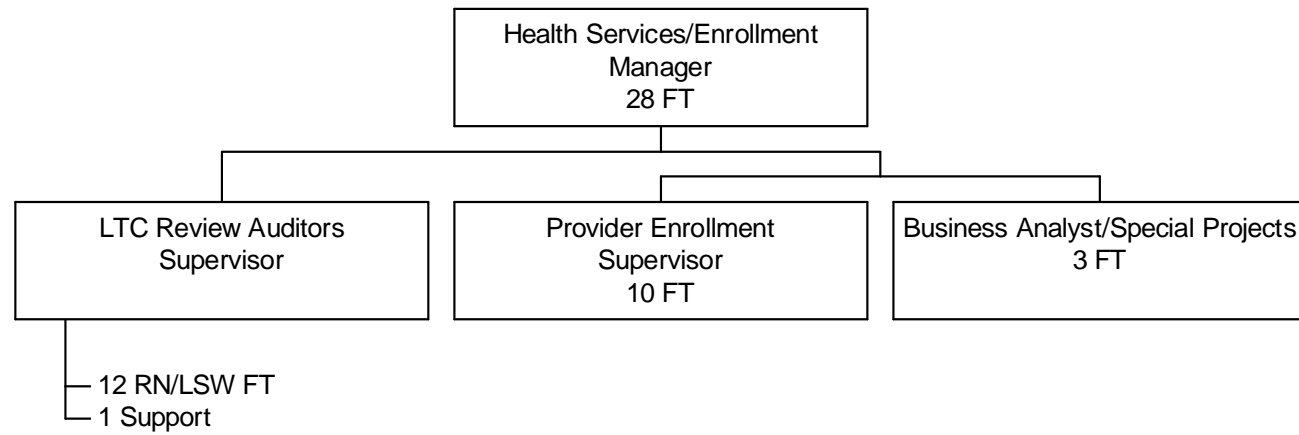 Health Services/Enrollment
Manager
28 FT
LTC Review Auditors
Supervisor
Provider Enrollment
Supervisor
10 FT
Business Analyst/Special Projects
3 FT
12 RN/LSW FT
1 Support